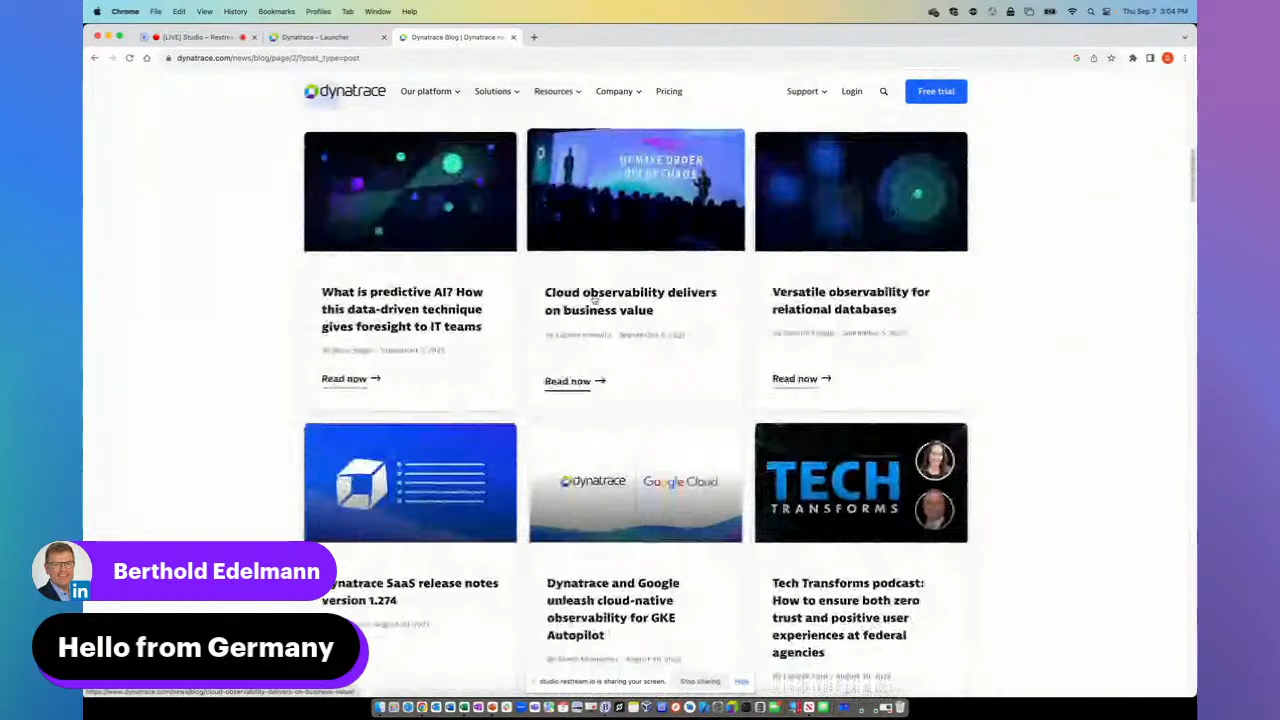 Chrome File Edit View History Bookmarks Profiles Tab Window Help
Thu Sep 7 3:04 PM
[LIVE] Studio – Restre
Dynatrace - Launcher
Dynatrace Blog | Dynatrace n
dynatrace.com/news/blog/page/2/?post_type=post
dynatrace Our platform Solutions Resources Company Pricing Support Login Free trial
What is predictive AI? How
this data-driven technique
gives foresight to IT teams
Read now →
Cloud observability delivers
on business value
Read now →
Versatile observability for
relational databases
Read now →
dynatrace Google Cloud
TECH
TRANSFORMS
ynatrace SaaS release notes
version 1.274
Dynatrace and Google
unleash cloud-native
observability for GKE
Autopilot
Tech Transforms podcast:
How to ensure both zero
trust and positive user
experiences at federal
agencies
Berthold Edelmann
in
Hello from Germany
studio.restream.io is sharing your screen. Stop sharing Hide
https://www.dynatrace.com/news/blog/cloud-observability-delivers-on-business-value/